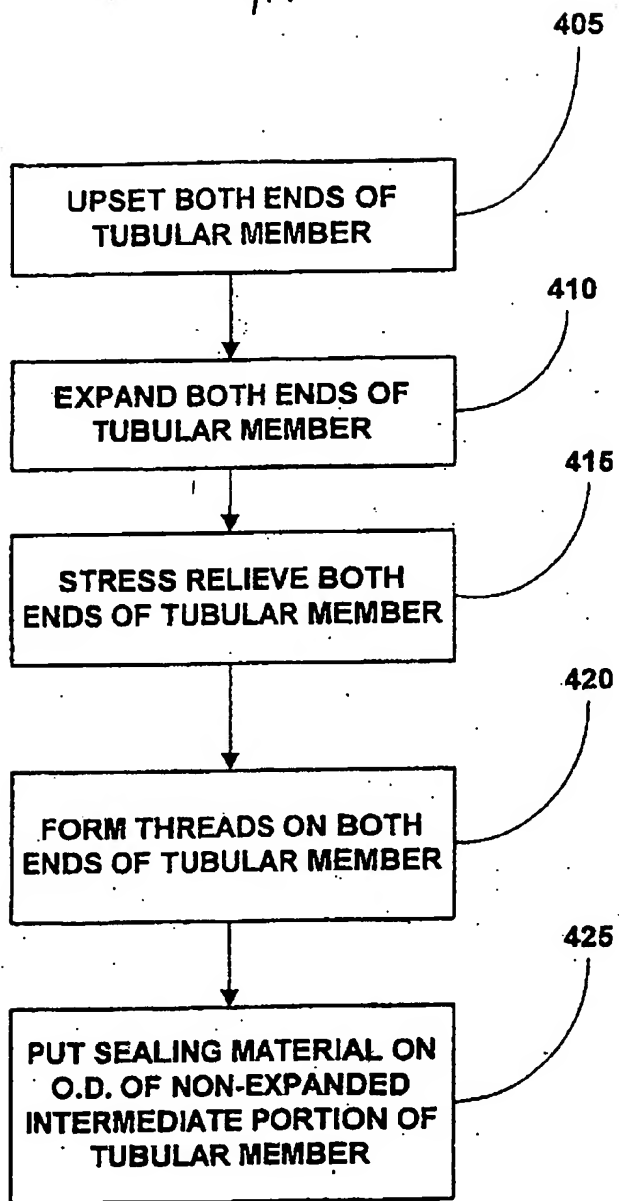 405
UPSET BOTH ENDS OF
TUBULAR MEMBER
410
EXPAND BOTH ENDS OF
TUBULAR MEMBER
415
STRESS RELIEVE BOTH
ENDS OF TUBULAR MEMBER
420
FORM THREADS ON BOTH
ENDS OF TUBULAR MEMBER
425
PUT SEALING MATERIAL ON
O.D. OF NON-EXPANDED
INTERMEDIATE PORTION OF
TUBULAR MEMBER